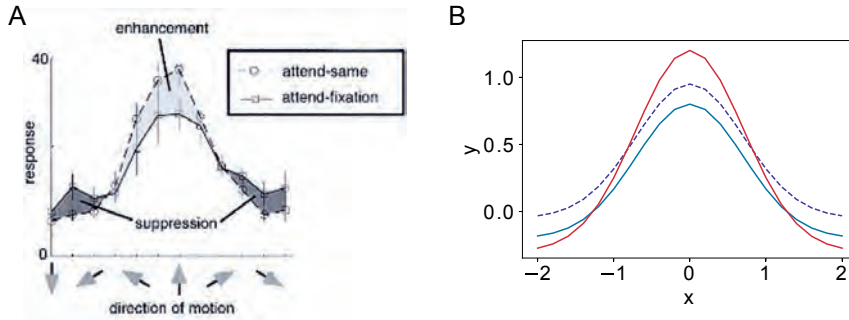 A
enhancement
40
attend-same
attend-fixation
response
suppression
0
direction of motion
B
1.0
y
0.5
0.0
−2
−1
0
1
2
x